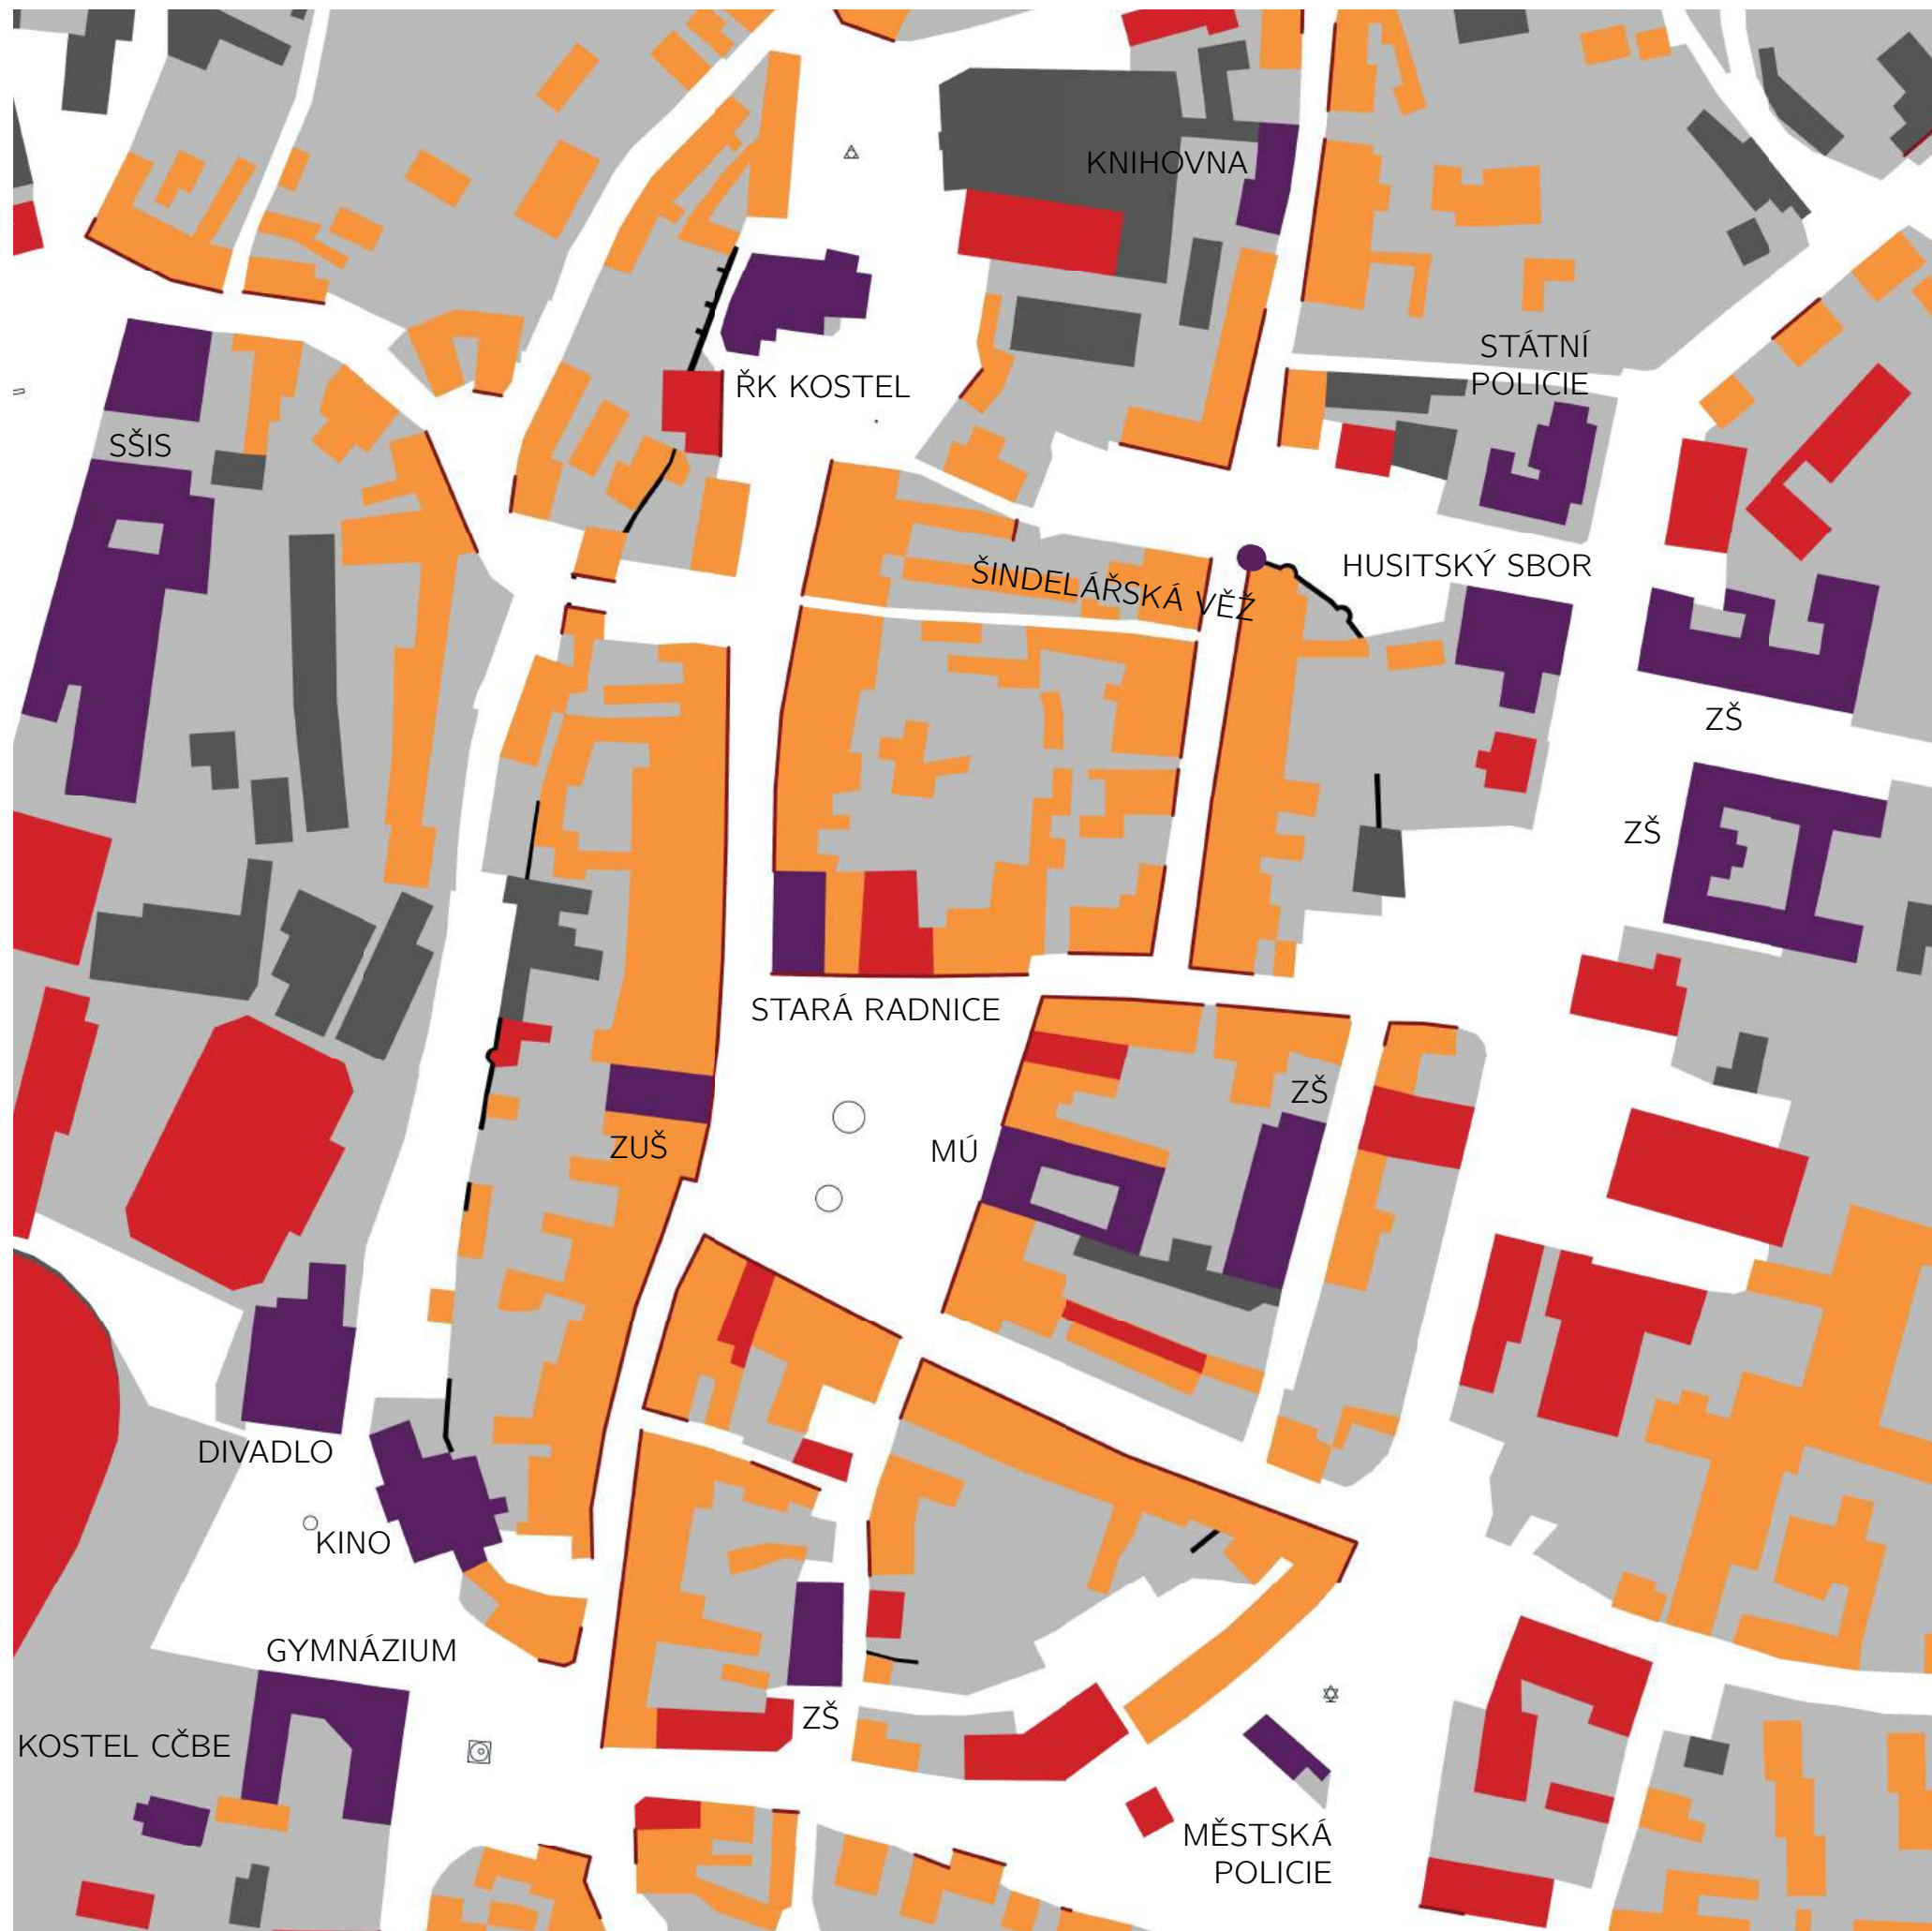 KNIHOVNA
STÁTNÍ
POLICIE
ŘK KOSTEL
SŠIS
HUSITSKÝ SBOR
ŠINDELÁŘSKÁ VĚŽ
ZŠ
ZŠ
STARÁ RADNICE
ZŠ
ZUŠ
MÚ
DIVADLO
KINO
GYMNÁZIUM
ZŠ
KOSTEL CČBE
MĚSTSKÁ
POLICIE